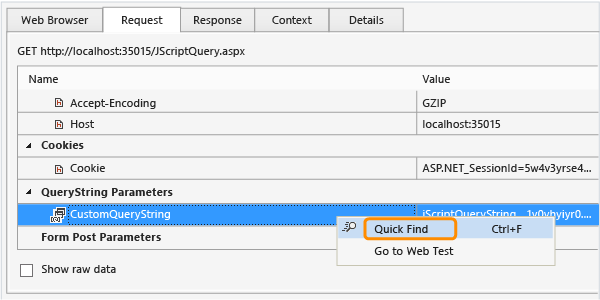 Web Browser Request Response Context Details
GET http://localhost:35015/JScriptQuery.aspx
Name Value
Accept-Encoding GZIP
Host localhost:35015
Cookies
Cookie ASP.NET_SessionId=5w4v3yrse4...
QueryString Parameters
CustomQueryString
Quick Find Ctrl+F
Form Post Parameters
Go to Web Test
Show raw data